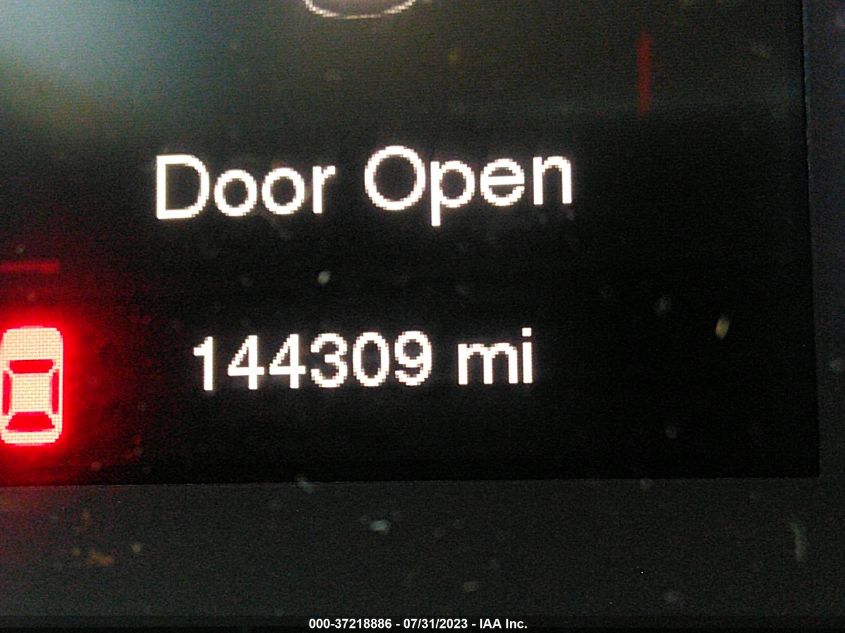 Door Open
144309 mi
000-37218886 - 07/31/2023 - IAA Inc.